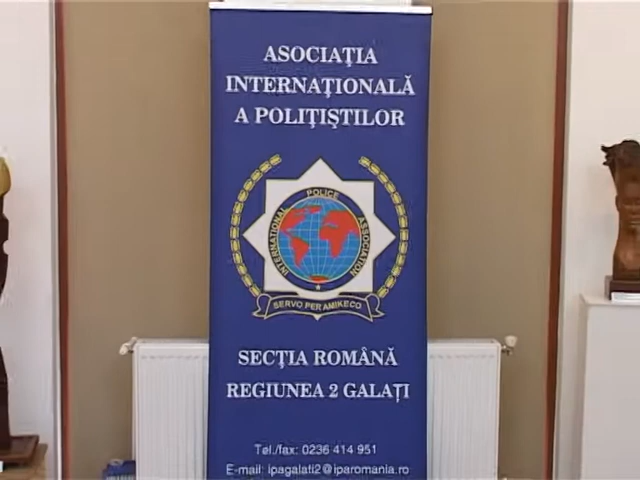 ASOCIAŢIA
INTERNAŢIONALĂ
A POLIŢIŞTILOR
INTERNATIONAL POLICE ASSOCIATION
SERVO PER AMIKECO
SECŢIA ROMÂNĂ
REGIUNEA 2 GALAŢI
Tel./fax: 0236 414 951
E-mail: ipagalati2@iparomania.ro